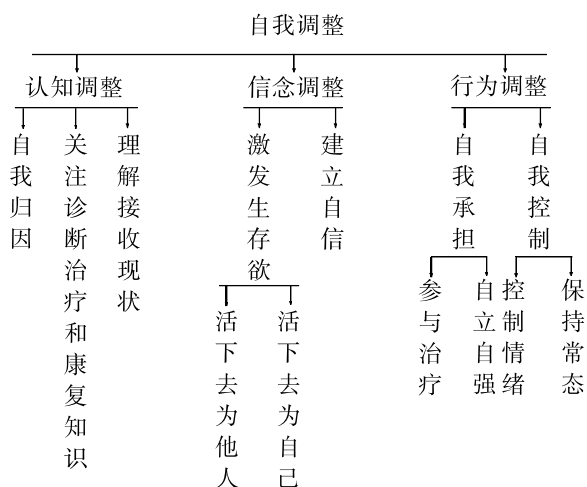 自我调整
认知调整
信念调整
行为调整
自我归因
关注诊断治疗和康复知识
理解接收现状
激发生存欲
建立自信
自我承担
自我控制
活下去为他人
活下去为自己
参与治疗
自立自强
控制情绪
保持常态